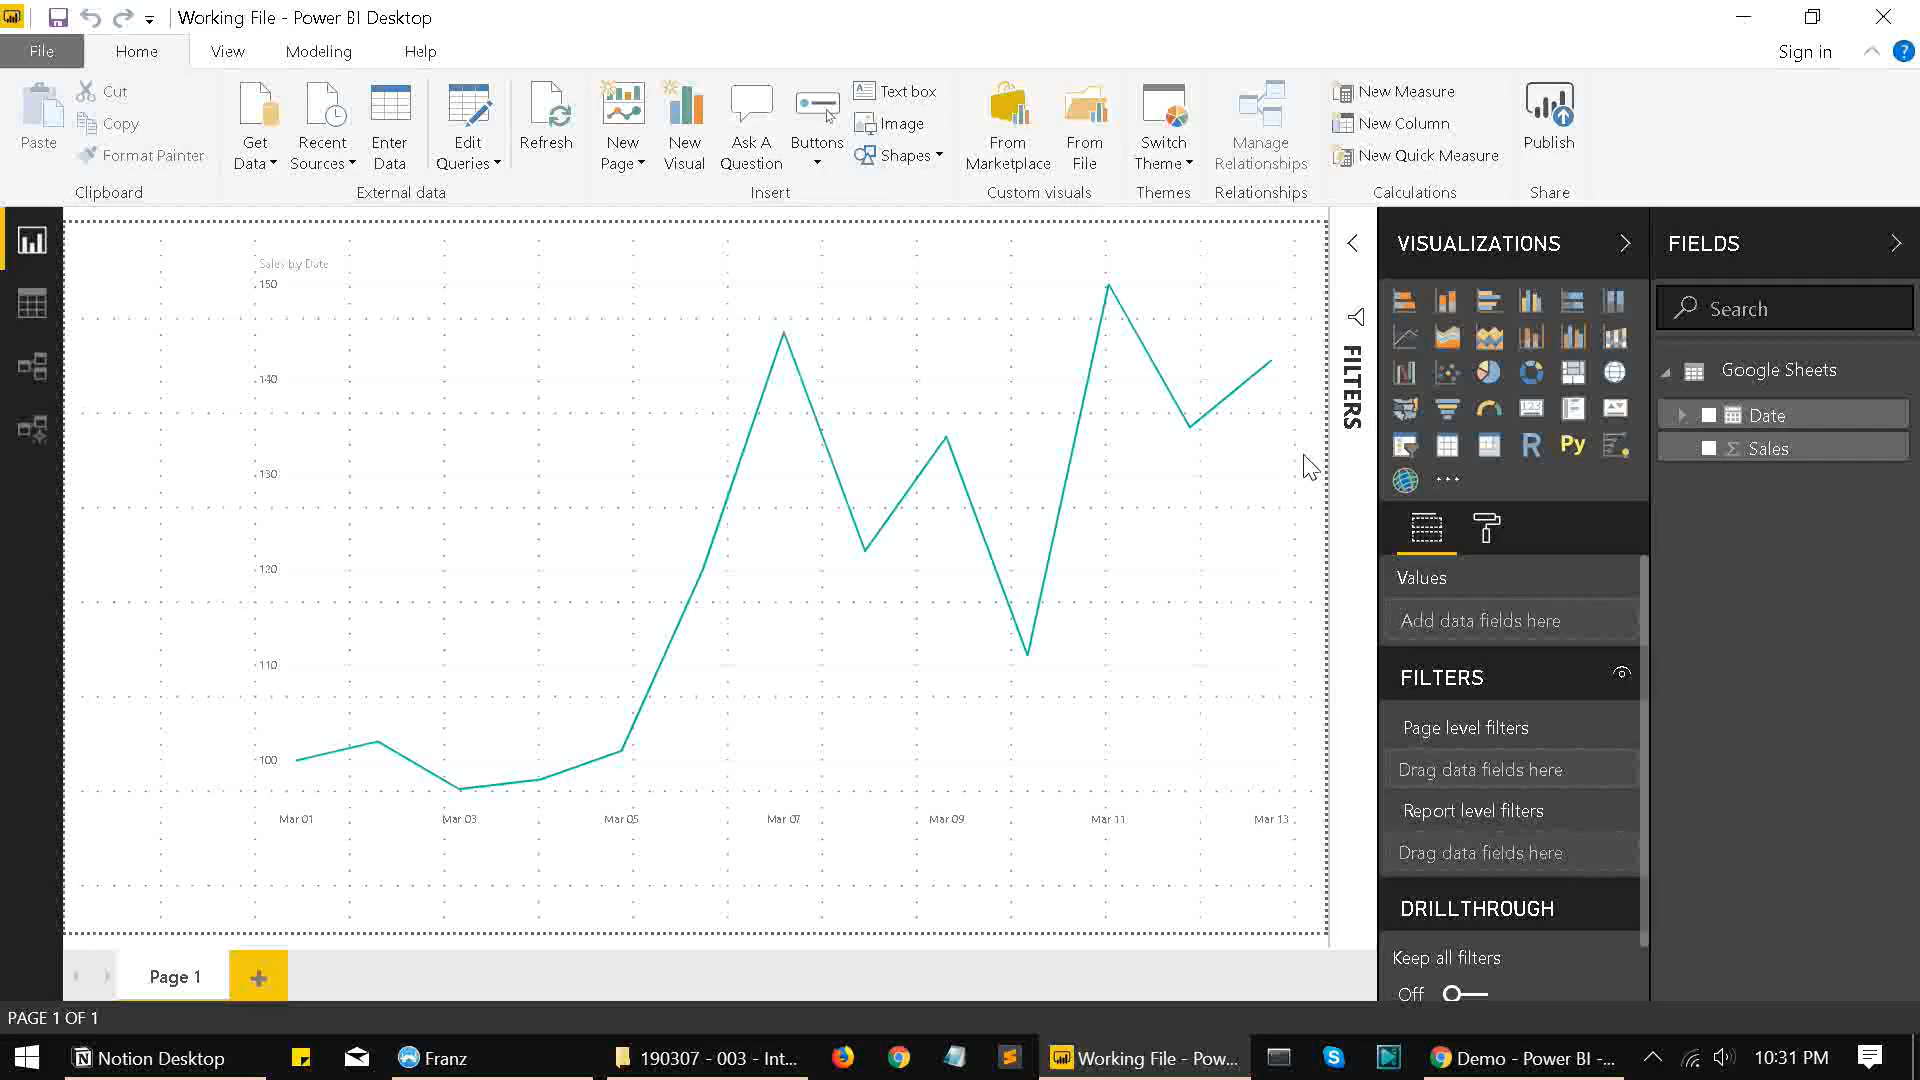 Working File - Power BI Desktop
File
Home
View
Modeling
Help
Sign in
?
Paste
Cut
Copy
Format Painter
Clipboard
Get Data
Recent Sources
Enter Data
Edit Queries
External data
Refresh
New Page
New Visual
Ask A Question
Buttons
Text box
Image
Shapes
Insert
From Marketplace
From File
Custom visuals
Switch Theme
Themes
Manage Relationships
Relationships
New Measure
New Column
New Quick Measure
Calculations
Publish
Share
Sales by Date
150
140
130
120
110
100
Mar 01
Mar 03
Mar 05
Mar 07
Mar 09
Mar 11
Mar 13
FILTERS
VISUALIZATIONS
R
Py
Values
Add data fields here
FILTERS
Page level filters
Drag data fields here
Report level filters
Drag data fields here
DRILLTHROUGH
Keep all filters
Off
FIELDS
Search
Google Sheets
Date
Sales
Page 1
PAGE 1 OF 1
Notion Desktop
Franz
190307 - 003 - Int...
Working File - Pow...
Demo - Power BI -...
10:31 PM